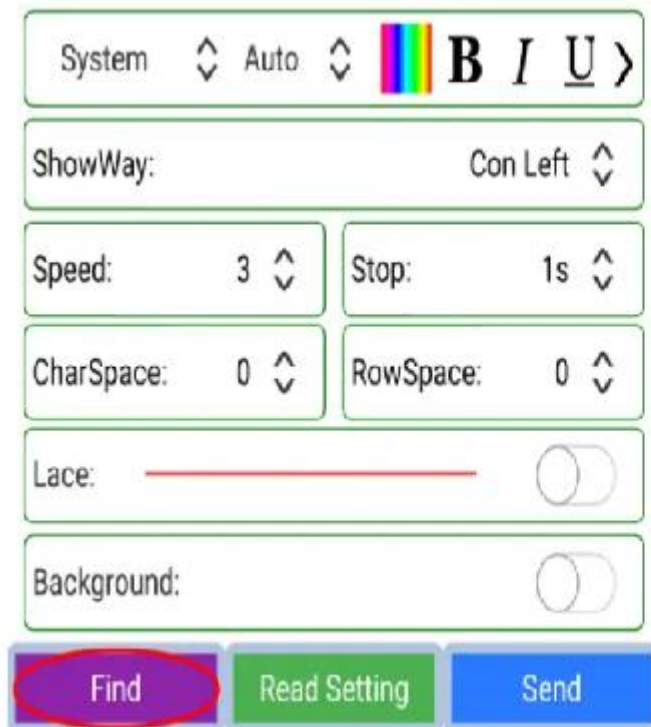 System Auto B I U
ShowWay: Con Left
Speed: 3 Stop: 1s
CharSpace: 0 RowSpace: 0
Lace:
Background:
Find Read Setting Send